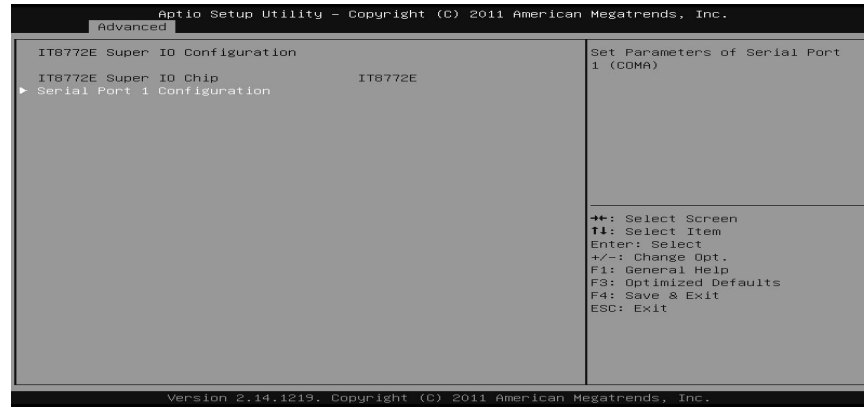 Aptio Setup Utility – Copyright (C) 2011 American Megatrends, Inc.
Advanced
IT8772E Super IO Configuration
IT8772E Super IO Chip IT8772E
▶ Serial Port 1 Configuration
Set Parameters of Serial Port
1 (COMA)
→←: Select Screen
↑↓: Select Item
Enter: Select
+/-: Change Opt.
F1: General Help
F3: Optimized Defaults
F4: Save & Exit
ESC: Exit
Version 2.14.1219. Copyright (C) 2011 American Megatrends, Inc.